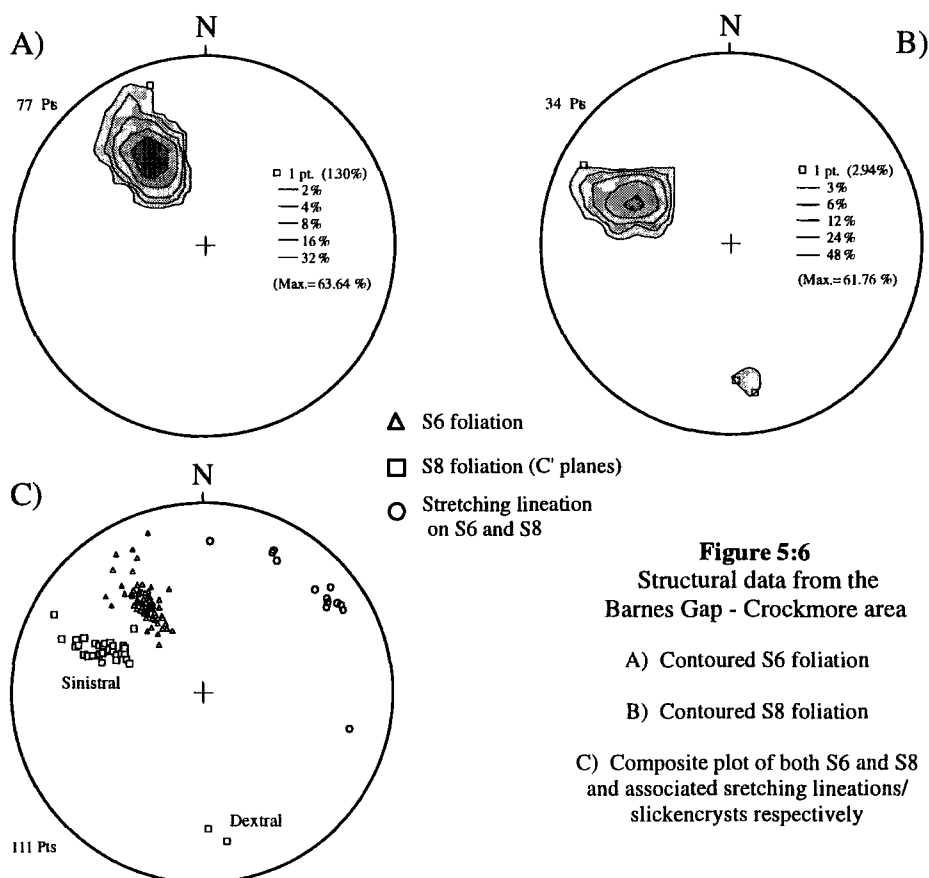 A)
N
77 Pts
1 pt. (1.30%)
2%
4%
8%
16%
32%
(Max.=63.64 %)
N
B)
34 Pts
1 pt. (2.94%)
3%
6%
12%
24%
48%
(Max.=61.76%)
S6 foliation
S8 foliation (C' planes)
Stretching lineation
on S6 and S8
C)
N
Sinistral
Dextral
111 Pts
Figure 5:6
Structural data from the
Barnes Gap - Crockmore area
A) Contoured S6 foliation
B) Contoured S8 foliation
C) Composite plot of both S6 and S8
and associated sretching lineations/
slickencrysts respectively